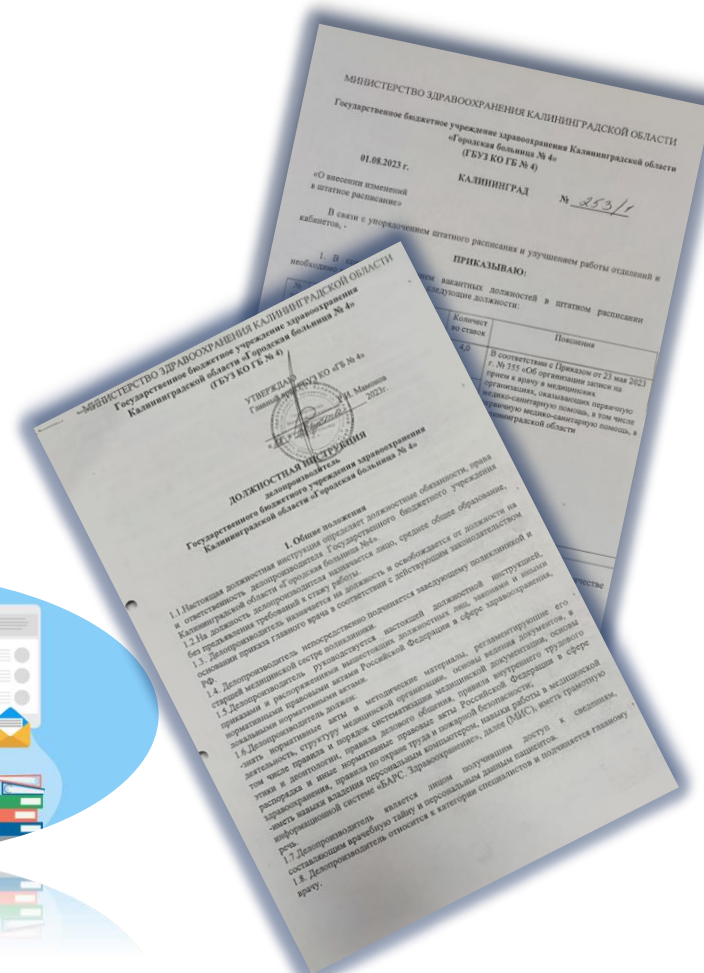 МИНИСТЕРСТВО ЗДРАВООХРАНЕНИЯ КАЛИНИНГРАДСКОЙ ОБЛАСТИ
Государственное бюджетное учреждение здравоохранения Калининградской области
«Городская больница № 4»
(ГБУЗ КО ГБ № 4)
01.08.2023 г.
КАЛИНИНГРАД
№ 253/1
«О внесении изменений
в штатное расписание»
В связи с упорядочением штатного расписания и улучшением работы отделений и
кабинетов, -
ПРИКАЗЫВАЮ:
1. В вакантных должностей в штатном расписании
необходимо следующие должности:
№
Количест
во ставок
Пояснения
4,0
В соответствии с Приказом от 23 мая 2023
г. № 355 «Об организации записи на
прием к врачу в медицинских
организациях, оказывающих первичную
медико-санитарную помощь, в том числе
медико-санитарную помощь, в
МИНИСТЕРСТВО ЗДРАВООХРАНЕНИЯ КАЛИНИНГРАДСКОЙ ОБЛАСТИ
Государственное бюджетное учреждение здравоохранения
Калининградской области «Городская больница № 4»
(ГБУЗ КО ГБ № 4)
УТВЕРЖДАЮ
Главный врач ГБУЗ КО «ГБ № 4»
Мамонов
2023г.
ДОЛЖНОСТНАЯ ИНСТРУКЦИЯ
делопроизводитель
Государственного бюджетного учреждения здравоохранения
Калининградской области «Городская больница № 4»
1. Общие положения
1.1.Настоящая должностная инструкция определяет должностные обязанности, права
и ответственность делопроизводителя Государственного бюджетного учреждения
Калининградской области «Городская больница №4».
1.2.На должность делопроизводителя назначается лицо, среднее общее образование,
без предъявления требований к стажу работы.
1.3. Делопроизводитель назначается на должность и освобождается от должности на
основании приказа главного врача в соответствии с действующим законодательством
РФ.
1.4. Делопроизводитель непосредственно подчиняется заведующему поликлиникой и
старшей медицинской сестре поликлиники.
1.5.Делопроизводитель руководствуется настоящей должностной инструкцией,
приказами и распоряжениями вышестоящих должностных лиц, законами и иными
нормативными правовыми актами Российской Федерации в сфере здравоохранения,
локальными нормативными актами.
1.6.Делопроизводитель должен:
-знать нормативные акты и методические материалы, регламентирующие его
деятельность, структуру медицинской организации, основы ведения документов, в
том числе правила и порядок систематизации медицинской документации, основы
этики и деонтологии, правила делового общения, правила внутреннего трудового
распорядка и иные нормативные правовые акты Российской Федерации в сфере
здравоохранения, правила по охране труда и пожарной безопасности;
-иметь навыки владения персональным компьютером, навыки работы в медицинской
информационной системе «БАРС. Здравоохранение», далее (МИС), иметь грамотную
речь.
1.7.Делопроизводитель является лицом получившим доступ к сведениям,
составляющим врачебную тайну и персональным данным пациентов.
1.8. Делопроизводитель относится к категории специалистов и подчиняется главному
врачу.